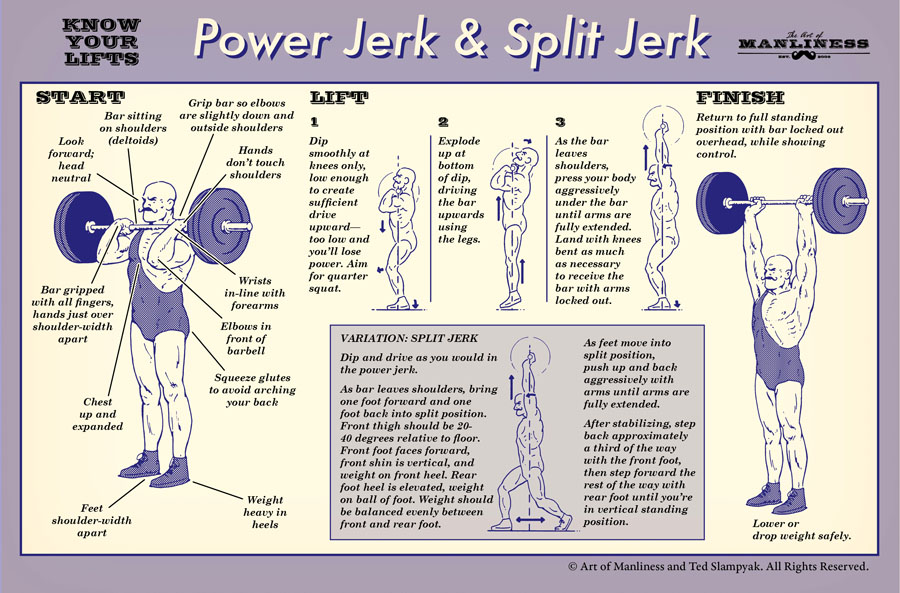 KNOW
YOUR
LIFTS
Power Jerk & Split Jerk
The Art of
MANLINESS
EST. 2008
START
Look
forward;
head
neutral
Bar sitting
on shoulders
(deltoids)
Grip bar so elbows
are slightly down and
outside shoulders
Hands
don't touch
shoulders
Bar gripped
with all fingers,
hands just over
shoulder-width
apart
Wrists
in-line with
forearms
Elbows in
front of
barbell
Squeeze glutes
to avoid arching
your back
Chest
up and
expanded
Feet
shoulder-width
apart
Weight
heavy in
heels
LIFT
1
Dip
smoothly at
knees only,
low enough
to create
sufficient
drive
upward—
too low and
you'll lose
power. Aim
for quarter
squat.
2
Explode
up at
bottom
of dip,
driving
the bar
upwards
using
the legs.
3
As the bar
leaves
shoulders,
press your body
aggressively
under the bar
until arms are
fully extended.
Land with knees
bent as much
as necessary
to receive the
bar with arms
locked out.
VARIATION: SPLIT JERK
Dip and drive as you would in
the power jerk.
As bar leaves shoulders, bring
one foot forward and one
foot back into split position.
Front thigh should be 20-
40 degrees relative to floor.
Front foot faces forward,
front shin is vertical, and
weight on front heel. Rear
foot heel is elevated, weight
on ball of foot. Weight should
be balanced evenly between
front and rear foot.
As feet move into
split position,
push up and back
aggressively with
arms until arms are
fully extended.
After stabilizing, step
back approximately
a third of the way
with the front foot,
then step forward the
rest of the way with
rear foot until you're
in vertical standing
position.
FINISH
Return to full standing
position with bar locked out
overhead, while showing
control.
Lower or
drop weight safely.
© Art of Manliness and Ted Slampyak. All Rights Reserved.